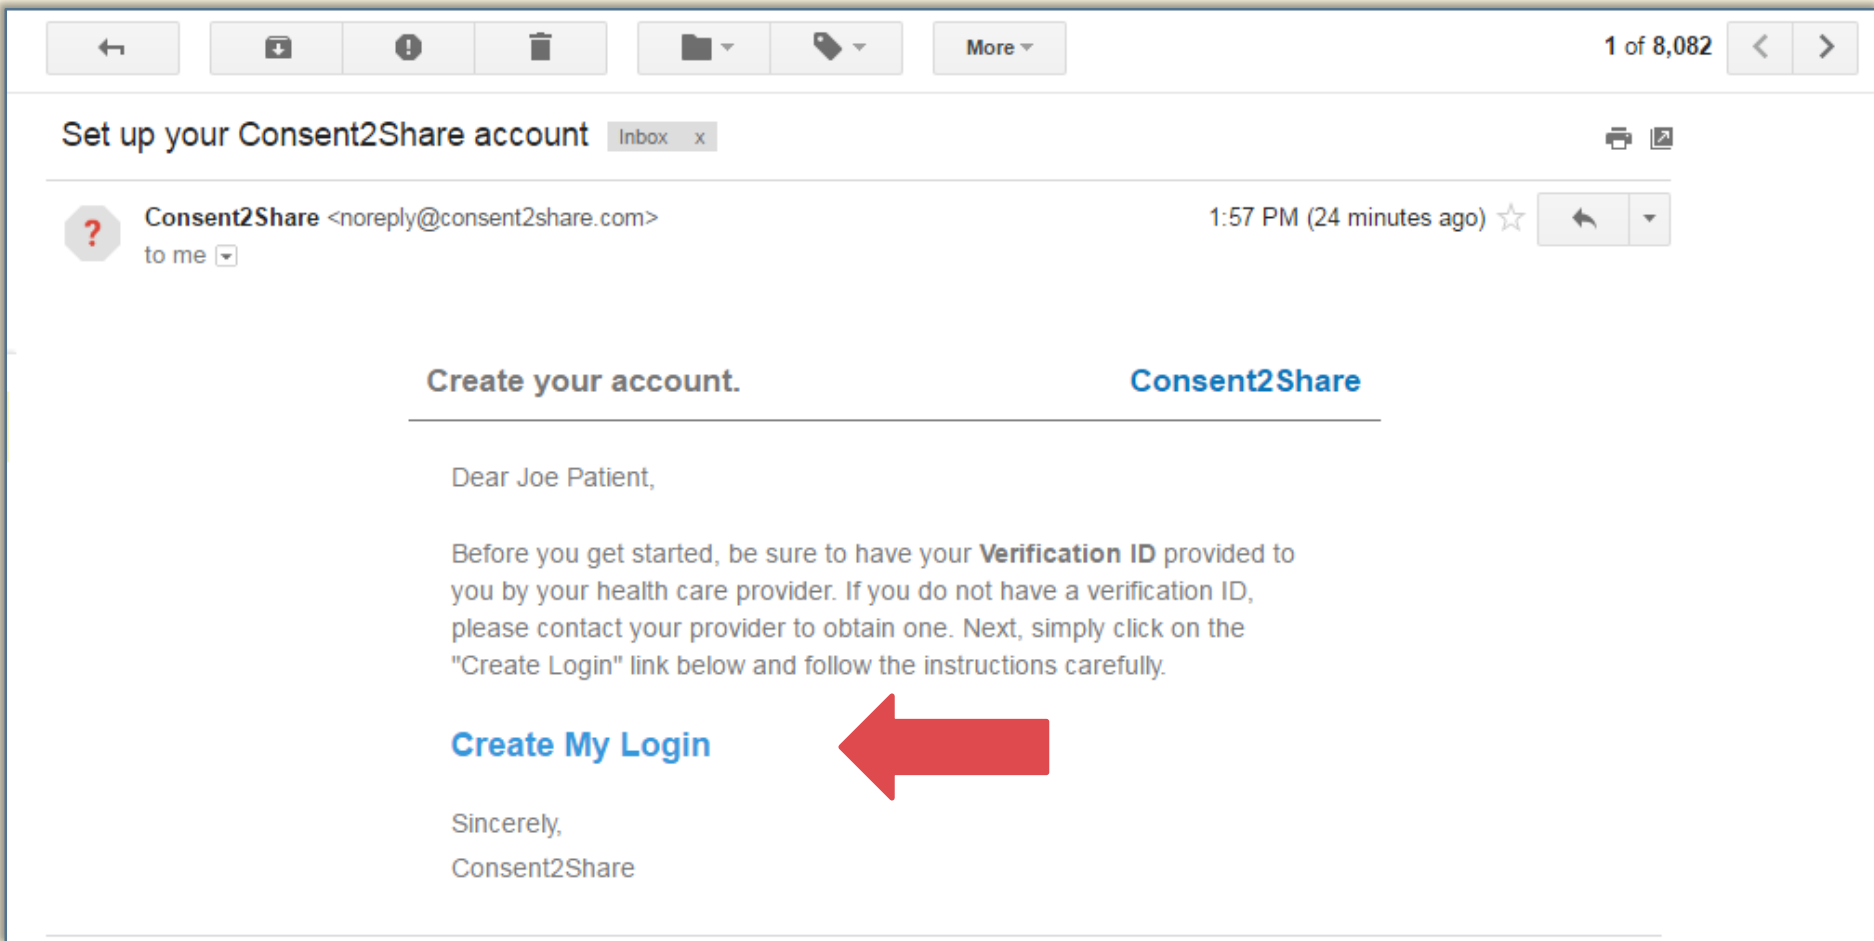 More
1 of 8,082
Set up your Consent2Share account Inbox x
Consent2Share <noreply@consent2share.com> 1:57 PM (24 minutes ago)
to me
?
Create your account. Consent2Share
Dear Joe Patient,
Before you get started, be sure to have your Verification ID provided to
you by your health care provider. If you do not have a verification ID,
please contact your provider to obtain one. Next, simply click on the
"Create Login" link below and follow the instructions carefully.
Create My Login
Sincerely,
Consent2Share